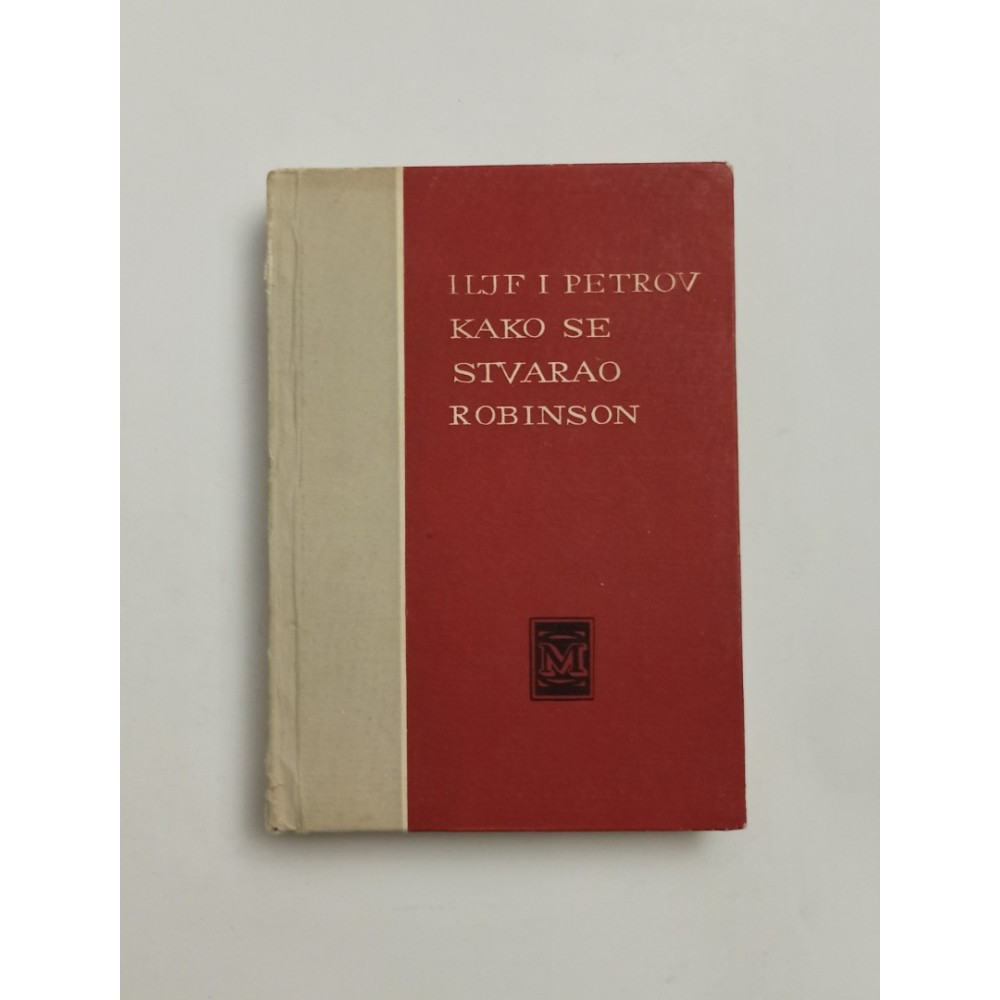 ILJF I PETROV
KAKO SE
STVARAO
ROBINSON
M